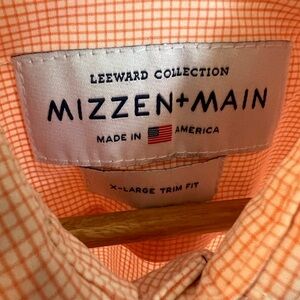 LEEWARD COLLECTION
MIZZEN+MAIN
MADE IN AMERICA
X-LARGE TRIM FIT